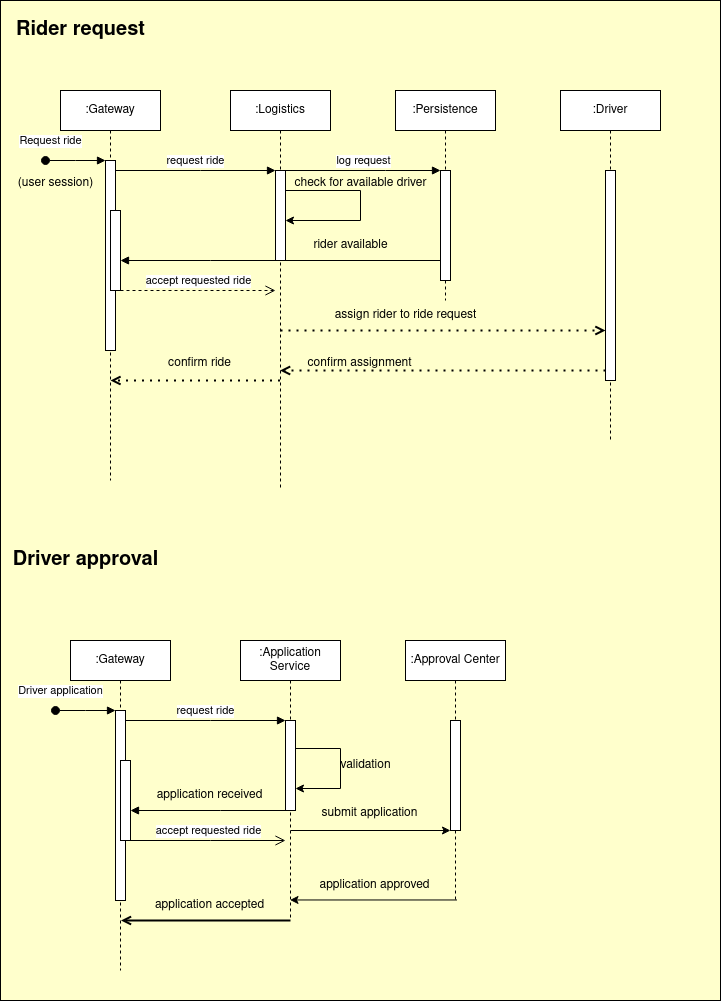 Rider request
:Gateway
:Logistics
:Persistence
:Driver
Request ride
(user session)
request ride
log request
check for available driver
rider available
accept requested ride
assign rider to ride request
confirm ride
confirm assignment
Driver approval
:Gateway
:Application
Service
:Approval Center
Driver application
request ride
validation
application received
submit application
accept requested ride
application approved
application accepted